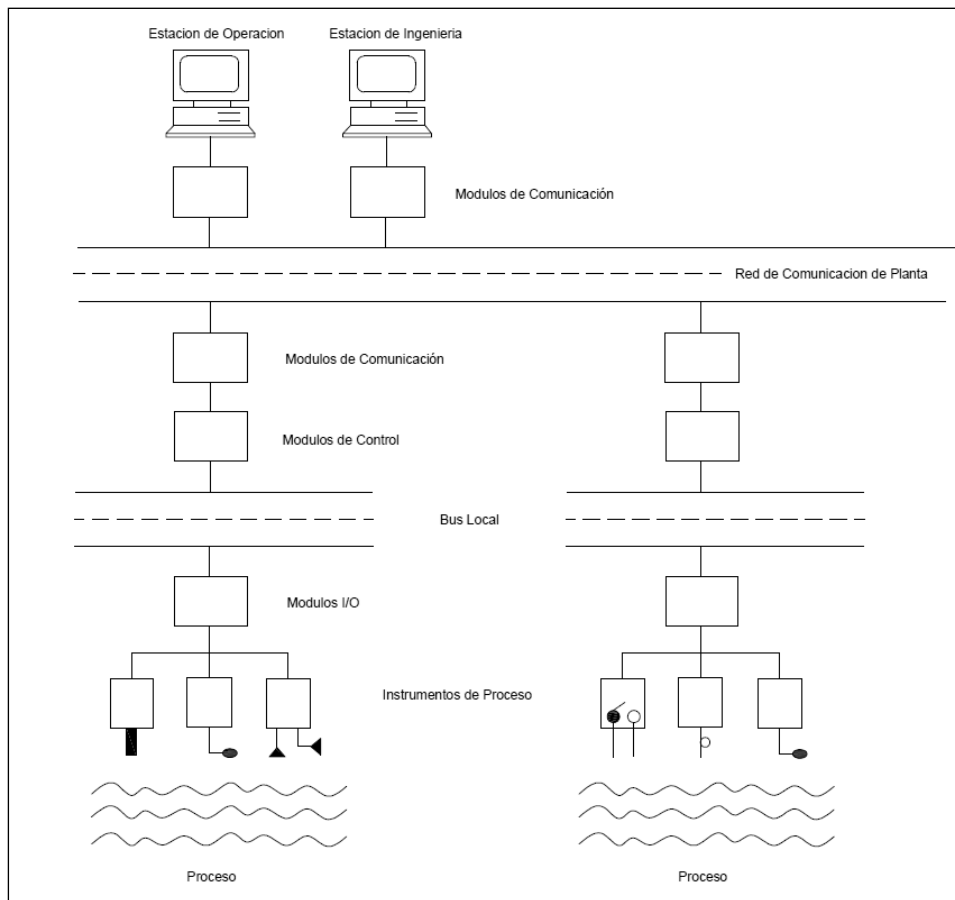 Estacion de Operacion
Estacion de Ingenieria
Modulos de Comunicación
Red de Comunicacion de Planta
Modulos de Comunicación
Modulos de Control
Bus Local
Modulos I/O
Instrumentos de Proceso
Proceso
Proceso